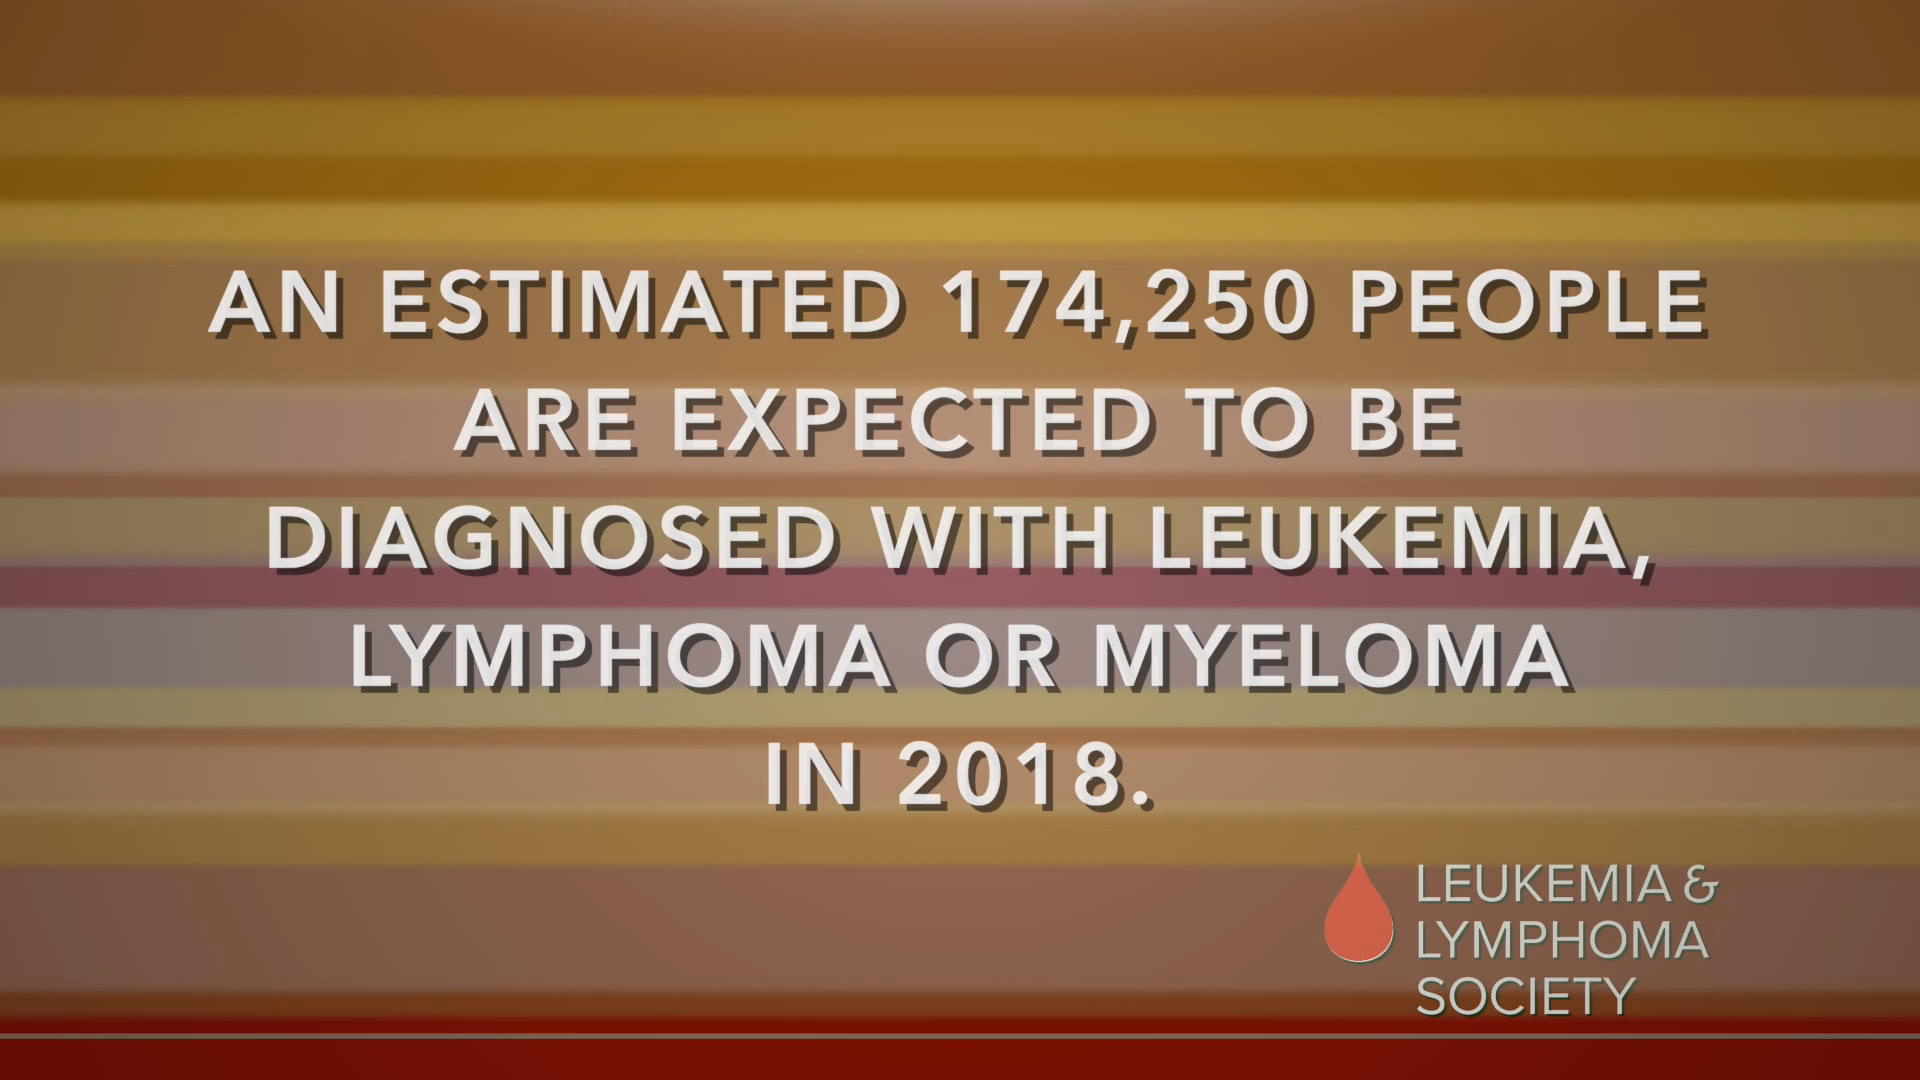 AN ESTIMATED 174,250 PEOPLE
ARE EXPECTED TO BE
DIAGNOSED WITH LEUKEMIA,
LYMPHOMA OR MYELOMA
IN 2018.
LEUKEMIA &
LYMPHOMA
SOCIETY